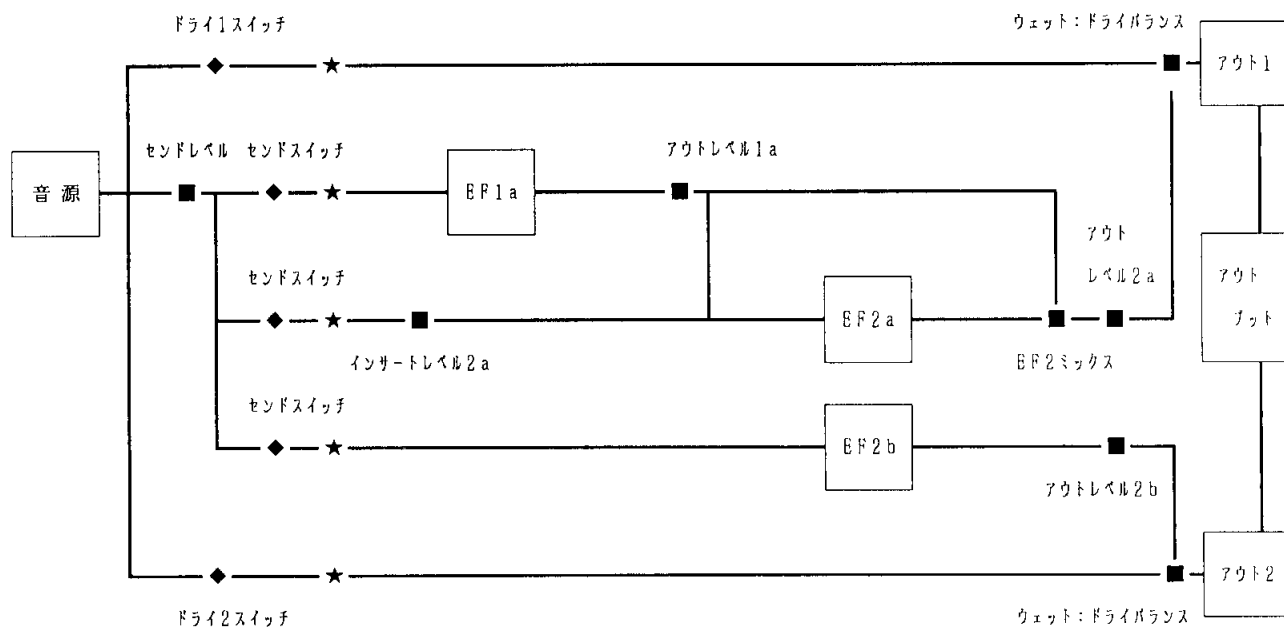 ドライ1スイッチ
ウェット:ドライバランス
アウト1
センドレベル
センドスイッチ
アウトレベル1a
音源
EF1a
アウト
レベル2a
センドスイッチ
EF2a
アウト
プット
インサートレベル2a
EF2ミックス
センドスイッチ
EF2b
アウトレベル2b
アウト2
ドライ2スイッチ
ウェット:ドライバランス